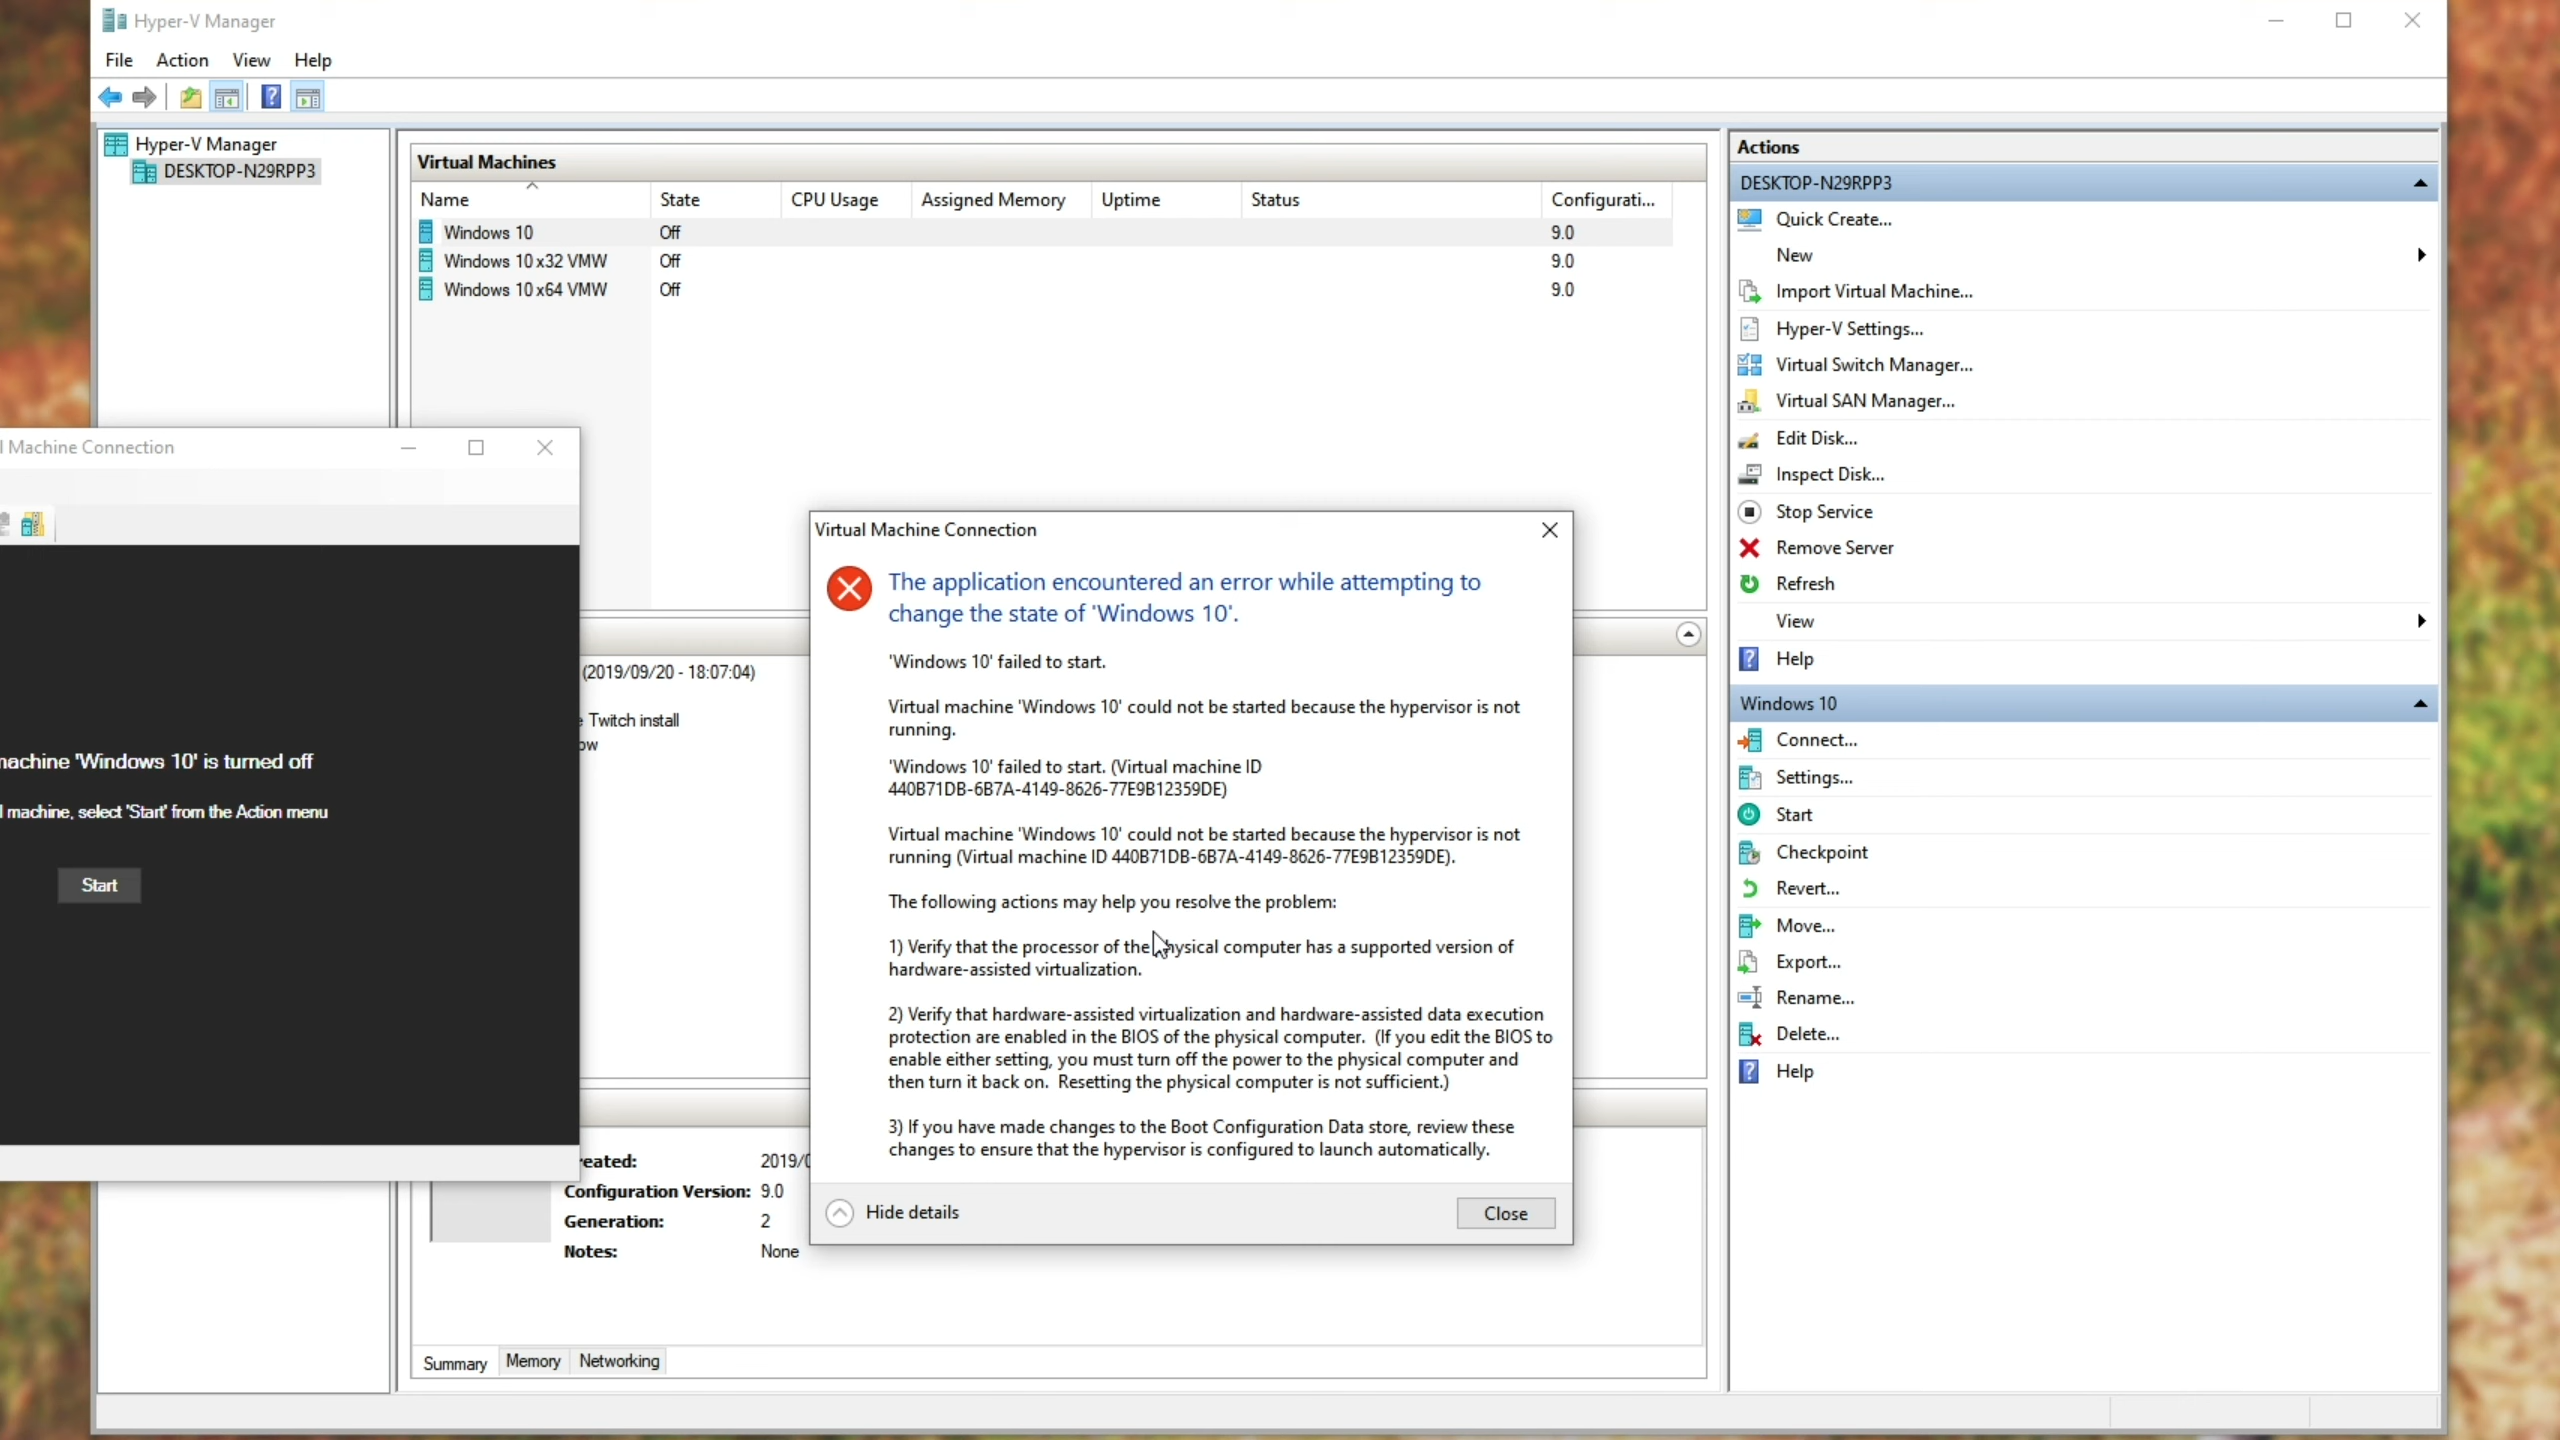 Hyper-V Manager
File Action View Help
Hyper-V Manager
DESKTOP-N29RPP3
Virtual Machines
Name State CPU Usage Assigned Memory Uptime Status Configurati...
Windows 10 Off 9.0
Windows 10 x32 VMW Off 9.0
Windows 10 x64 VMW Off 9.0
l Machine Connection
machine 'Windows 10' is turned off
l machine, select 'Start' from the Action menu
Start
(2019/09/20 - 18:07:04)
e Twitch install
ow
reated: 2019/0
Configuration Version: 9.0
Generation: 2
Notes: None
Summary Memory Networking
Virtual Machine Connection
The application encountered an error while attempting to
change the state of 'Windows 10'.
'Windows 10' failed to start.
Virtual machine 'Windows 10' could not be started because the hypervisor is not
running.
'Windows 10' failed to start. (Virtual machine ID
440B71DB-6B7A-4149-8626-77E9B12359DE)
Virtual machine 'Windows 10' could not be started because the hypervisor is not
running (Virtual machine ID 440B71DB-6B7A-4149-8626-77E9B12359DE).
The following actions may help you resolve the problem:
1) Verify that the processor of the physical computer has a supported version of
hardware-assisted virtualization.
2) Verify that hardware-assisted virtualization and hardware-assisted data execution
protection are enabled in the BIOS of the physical computer. (If you edit the BIOS to
enable either setting, you must turn off the power to the physical computer and
then turn it back on. Resetting the physical computer is not sufficient.)
3) If you have made changes to the Boot Configuration Data store, review these
changes to ensure that the hypervisor is configured to launch automatically.
Hide details
Close
Actions
DESKTOP-N29RPP3
Quick Create...
New
Import Virtual Machine...
Hyper-V Settings...
Virtual Switch Manager...
Virtual SAN Manager...
Edit Disk...
Inspect Disk...
Stop Service
Remove Server
Refresh
View
Help
Windows 10
Connect...
Settings...
Start
Checkpoint
Revert...
Move...
Export...
Rename...
Delete...
Help